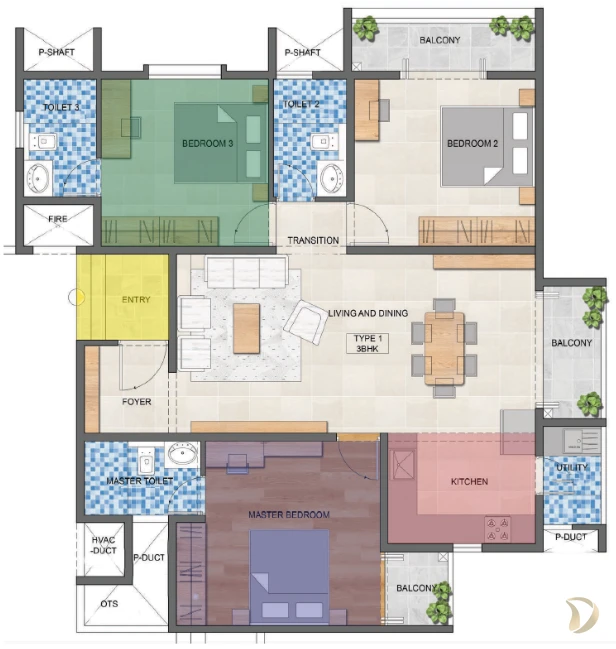 BALCONY
P-SHAFT
P-SHAFT
TOILET 3
TOILET 2
BEDROOM 3
BEDROOM 2
FIRE
TRANSITION
ENTRY
LIVING AND DINING
TYPE 1
3BHK
BALCONY
FOYER
MASTER TOILET
KITCHEN
UTILITY
MASTER BEDROOM
HVAC
-DUCT
P-DUCT
P-DUCT
BALCONY
OTS